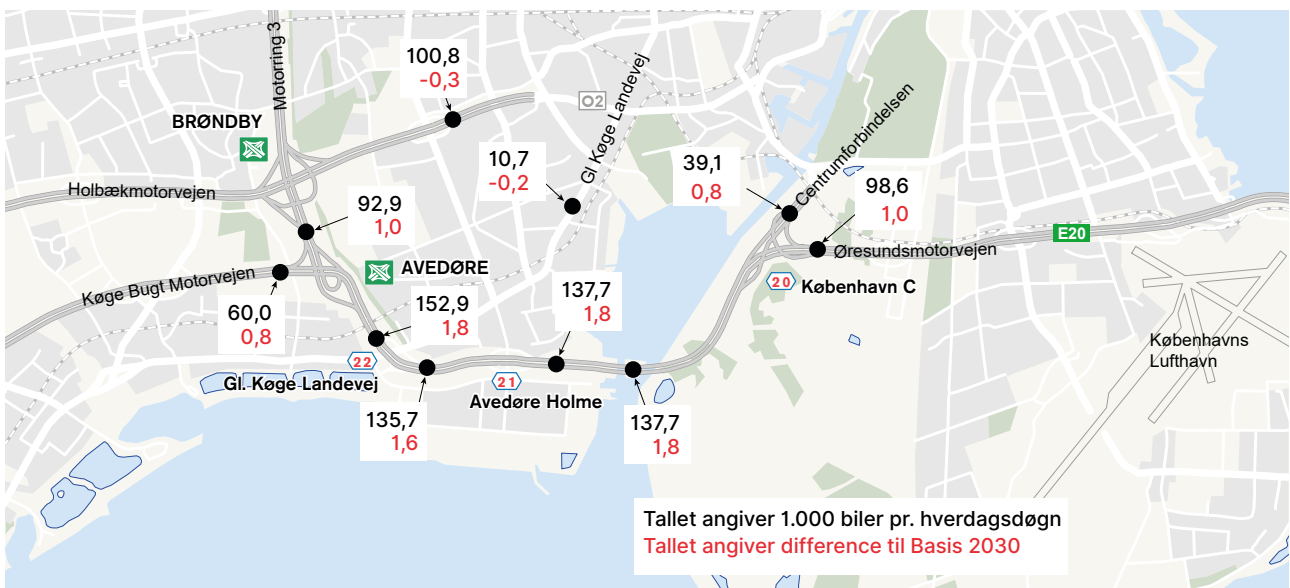 Motorring 3
100,8
-0,3
O2
BRØNDBY
Gl Køge Landevej
10,7
-0,2
39,1
0,8
Centrumforbindelsen
98,6
1,0
Holbækmotorvejen
92,9
1,0
E20
Øresundsmotorvejen
AVEDØRE
Køge Bugt Motorvejen
20
København C
60,0
0,8
152,9
1,8
137,7
1,8
Københavns
Lufthavn
22
Gl. Køge Landevej
21
Avedøre Holme
135,7
1,6
137,7
1,8
Tallet angiver 1.000 biler pr. hverdagsdøgn
Tallet angiver difference til Basis 2030